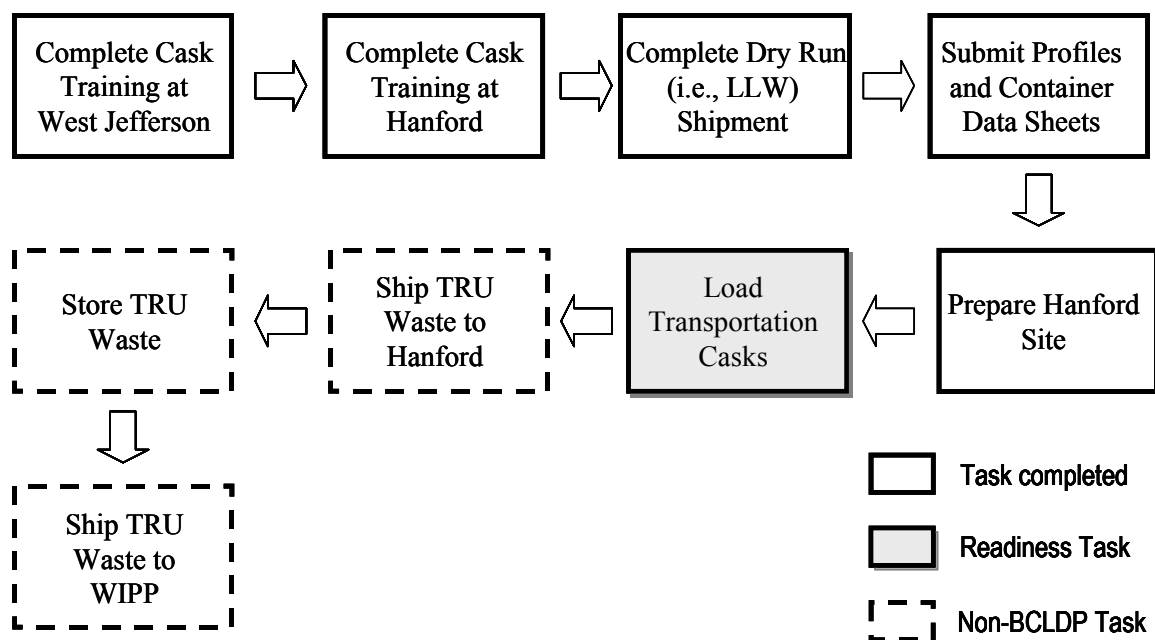 Complete Cask
Training at
West Jefferson
Complete Cask
Training at
Hanford
Complete Dry Run
(i.e., LLW)
Shipment
Submit Profiles
and Container
Data Sheets
Prepare Hanford
Site
Load
Transportation
Casks
Ship TRU
Waste to
Hanford
Store TRU
Waste
Ship TRU
Waste to
WIPP
Task completed
Readiness Task
Non-BCLDP Task